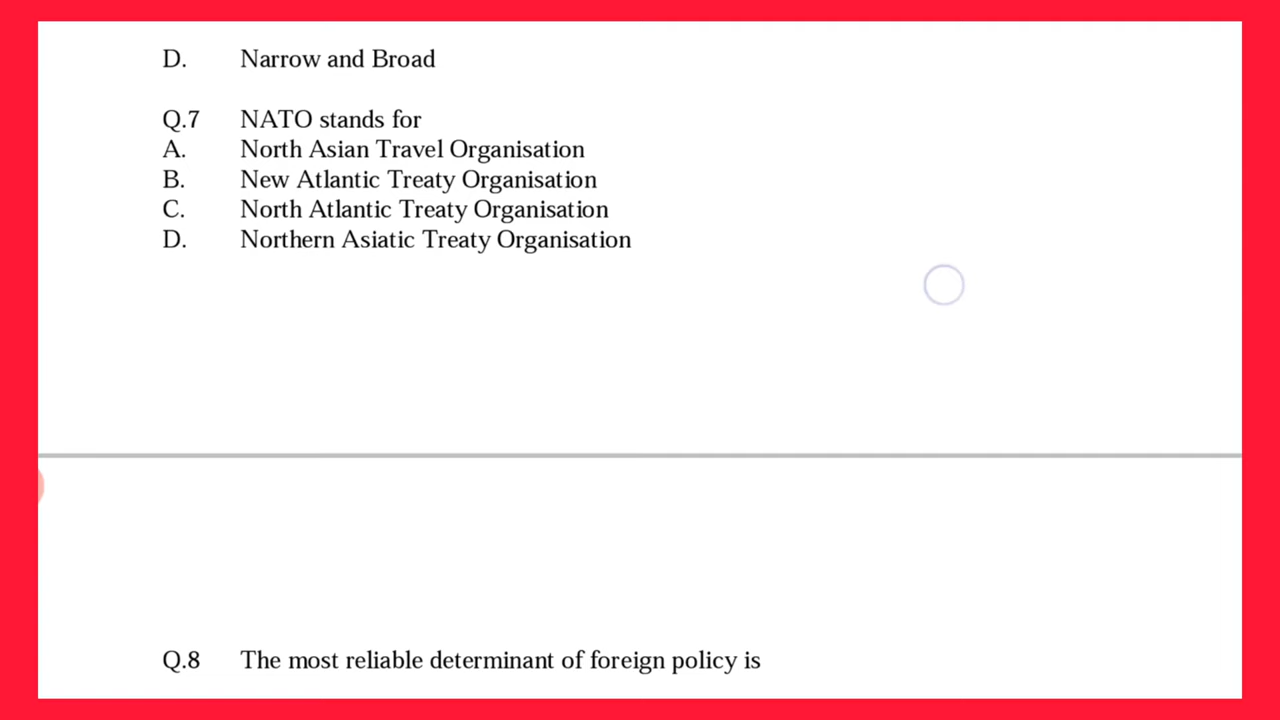 D. Narrow and Broad
Q.7 NATO stands for
A. North Asian Travel Organisation
B. New Atlantic Treaty Organisation
C. North Atlantic Treaty Organisation
D. Northern Asiatic Treaty Organisation
Q.8 The most reliable determinant of foreign policy is